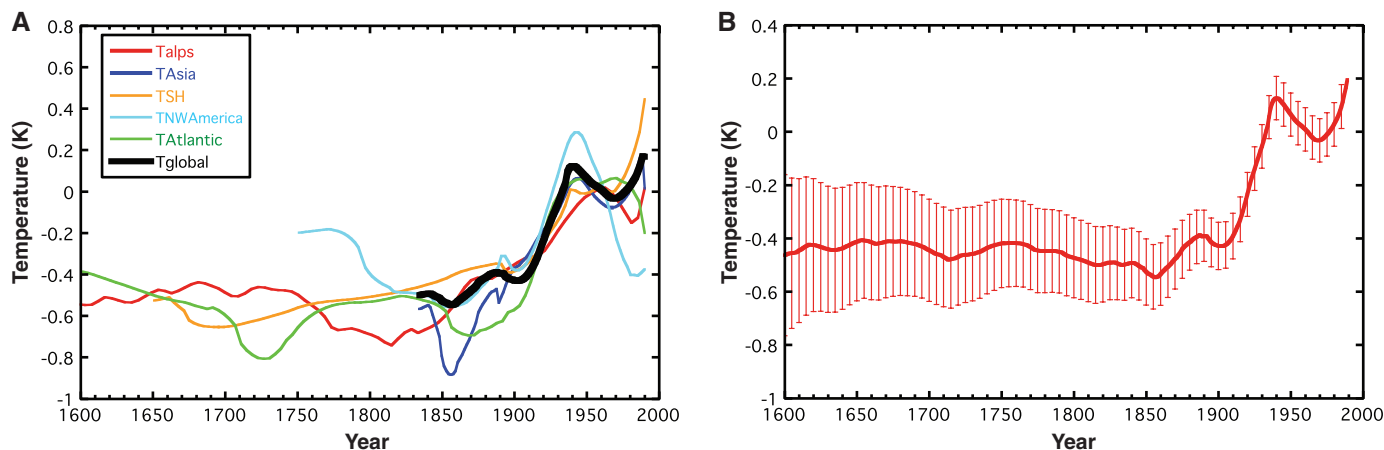 A
Temperature (K)
0.8
0.6
0.4
0.2
0
-0.2
-0.4
-0.6
-0.8
-1
Talps
TAsia
TSH
TNWAmerica
TAtlantic
Tglobal
1600 1650 1700 1750 1800 1850 1900 1950 2000
Year
B
Temperature (K)
0.4
0.2
0
-0.2
-0.4
-0.6
-0.8
-1
1600 1650 1700 1750 1800 1850 1900 1950 2000
Year